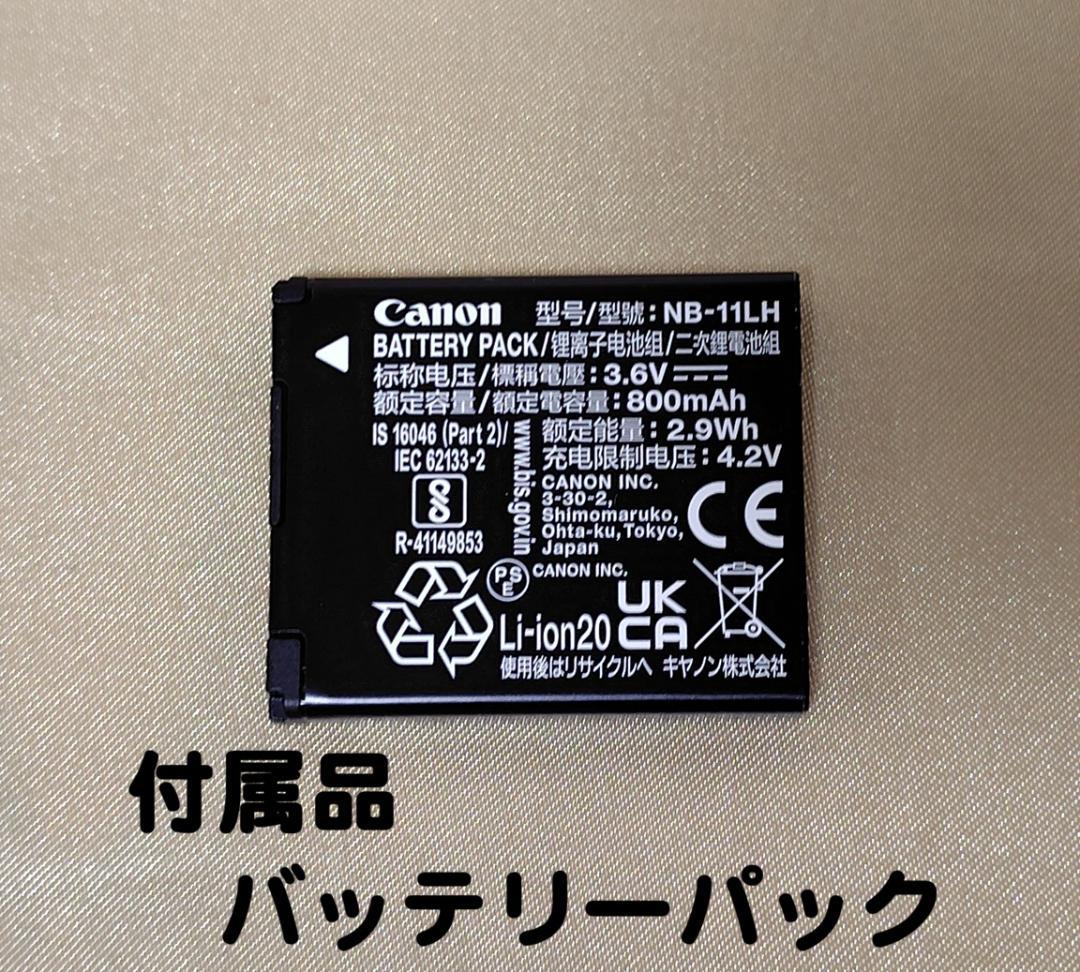 Canon 型号/型號：NB-11LH
BATTERY PACK/锂离子电池组/二次鋰電池組
标称电压/標稱電壓：3.6V
额定容量/額定電容量：800mAh
IS 16046 (Part 2)/
IEC 62133-2
www.bis.gov.in
额定能量：2.9Wh
充电限制电压：4.2V
R-41149853
CANON INC.
3-30-2,
Shimomaruko,
Ohta-ku, Tokyo,
Japan
CE
PSE
CANON INC.
Li-ion20
UK
CA
使用後はリサイクルへ キヤノン株式会社
付属品
バッテリーパック